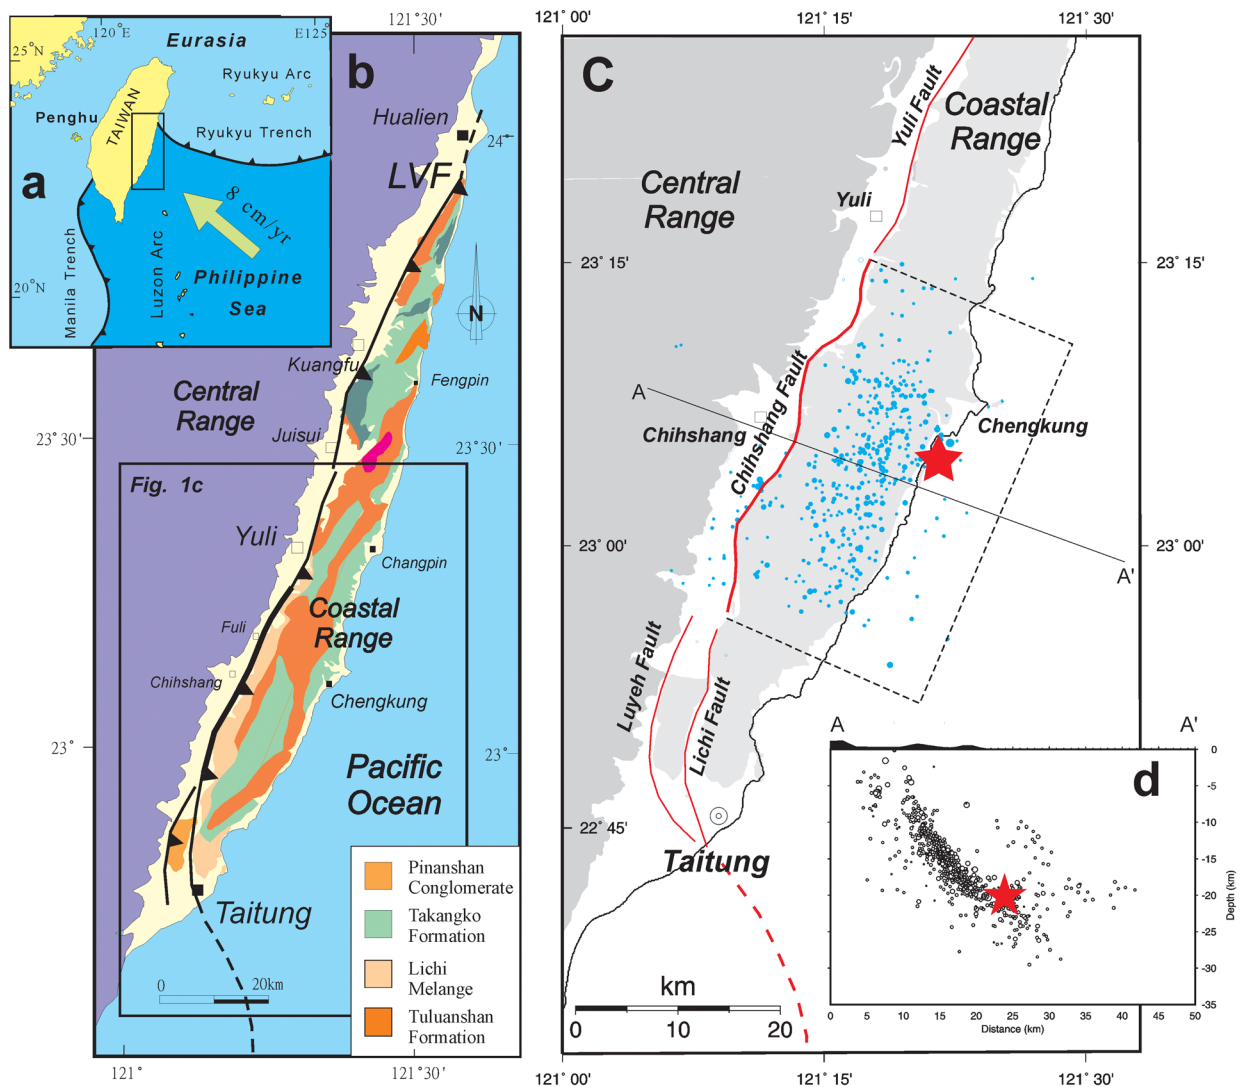 120°E
E125°
25°N
Eurasia
Ryukyu Arc
Penghu
TAIWAN
Ryukyu Trench
a
8 cm/yr
Manila Trench
Luzon Arc
20°N
Philippine
Sea
121°30'
b
Hualien
24°
LVF
N
Kuangfu
Fengpin
Central
Range
Juisui
23°30'
23°30'
Fig. 1c
Yuli
Changpin
Coastal
Range
Fuli
Chihshang
Chengkung
23°
23°
Pacific
Ocean
Taitung
0
20km
Pinanshan
Conglomerate
Takangko
Formation
Lichi
Melange
Tuluanshan
Formation
121°
121°30'
121°00'
121°15'
121°30'
C
Yuli Fault
Coastal
Range
Central
Range
Yuli
23°15'
23°15'
Chihshang Fault
A
Chihshang
Chengkung
23°00'
23°00'
A'
Luyeh Fault
Lichi Fault
22°45'
Taitung
km
0
10
20
121°00'
121°15'
121°30'
A
A'
d
0
-5
-10
-15
-20
-25
-30
-35
Depth (km)
0 5 10 15 20 25 30 35 40 50
Distance (km)